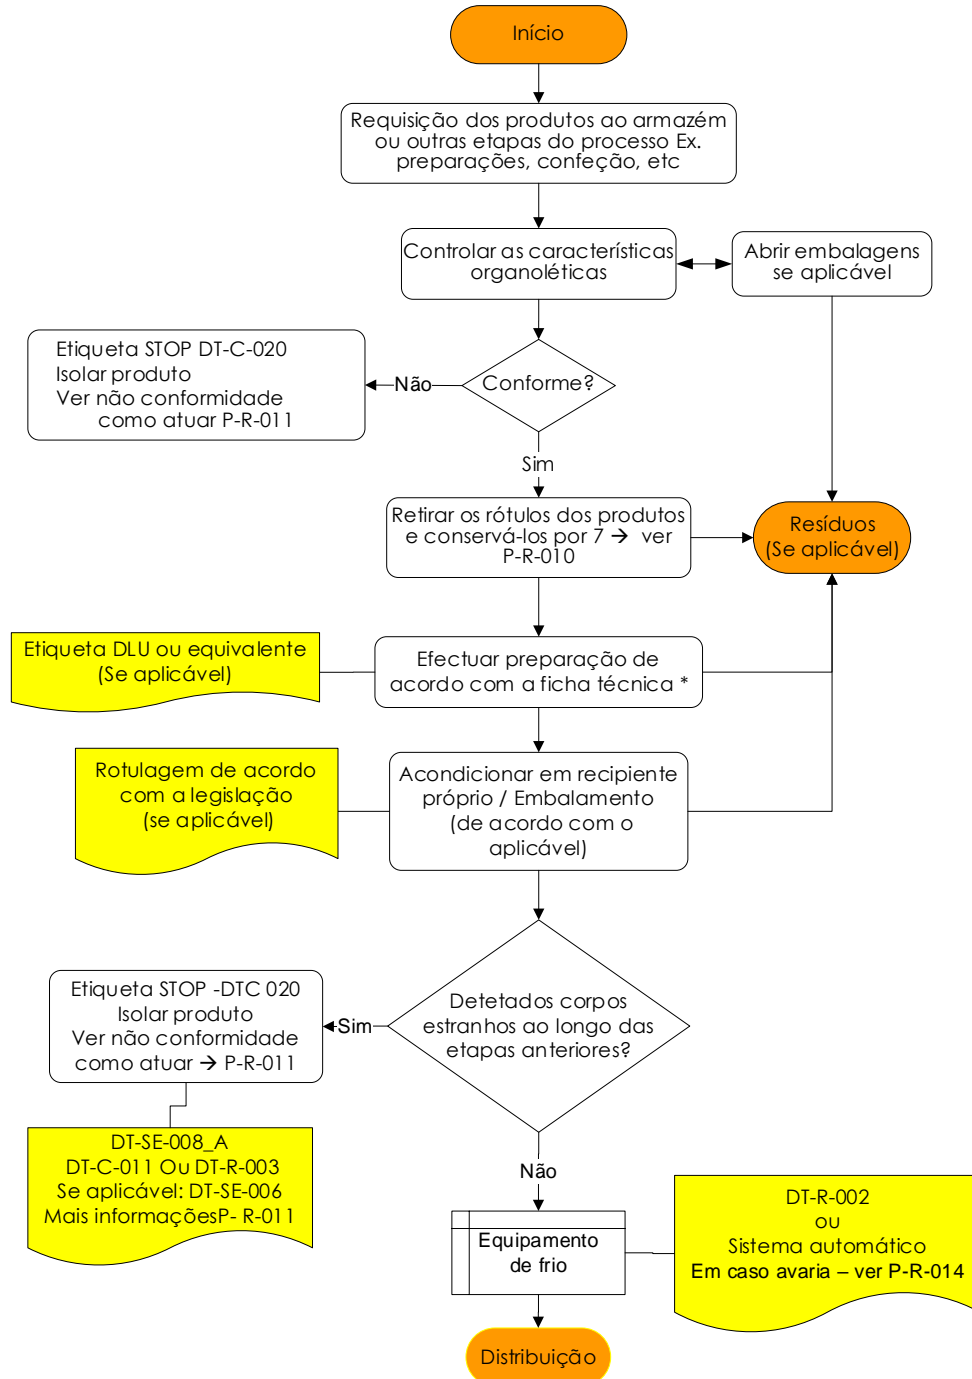 Início
Requisição dos produtos ao armazém
ou outras etapas do processo Ex.
preparações, confeção, etc
Controlar as características
organoléticas
Abrir embalagens
se aplicável
Etiqueta STOP DT-C-020
Isolar produto
Ver não conformidade
como atuar P-R-011
Não
Conforme?
Sim
Retirar os rótulos dos produtos
e conservá-los por 7 → ver
P-R-010
Resíduos
(Se aplicável)
Etiqueta DLU ou equivalente
(Se aplicável)
Efectuar preparação de
acordo com a ficha técnica *
Rotulagem de acordo
com a legislação
(se aplicável)
Acondicionar em recipiente
próprio / Embalamento
(de acordo com o
aplicável)
Etiqueta STOP -DTC 020
Isolar produto
Ver não conformidade
como atuar → P-R-011
Sim
Detetados corpos
estranhos ao longo das
etapas anteriores?
DT-SE-008_A
DT-C-011 Ou DT-R-003
Se aplicável: DT-SE-006
Mais informaçõesP- R-011
Não
Equipamento
de frio
DT-R-002
ou
Sistema automático
Em caso avaria – ver P-R-014
Distribuição